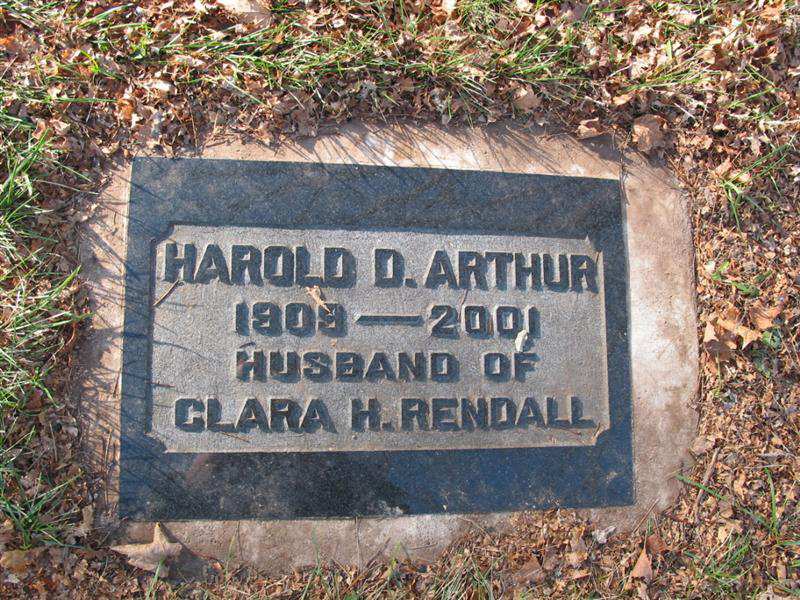 HAROLD D. ARTHUR
1909 — 2001
HUSBAND OF
CLARA H. RENDALL